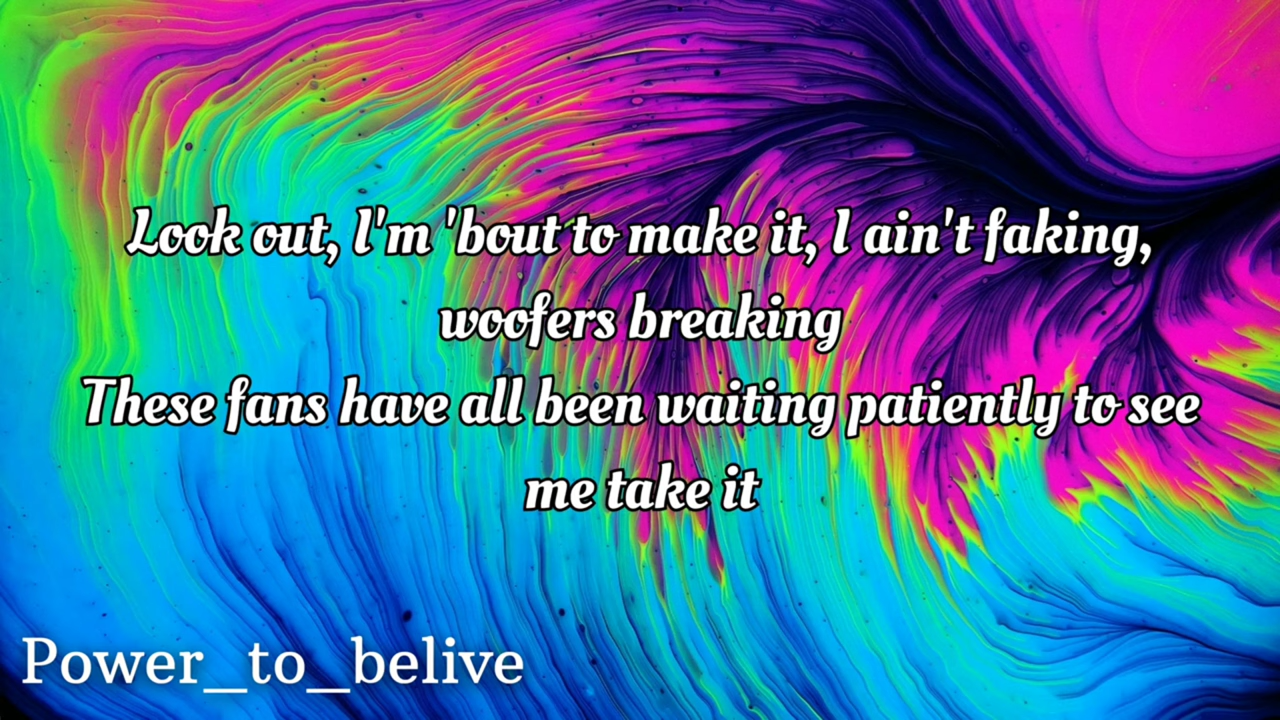 Look out, I'm 'bout to make it, I ain't faking,
woofers breaking
These fans have all been waiting patiently to see
me take it
Power_to_belive